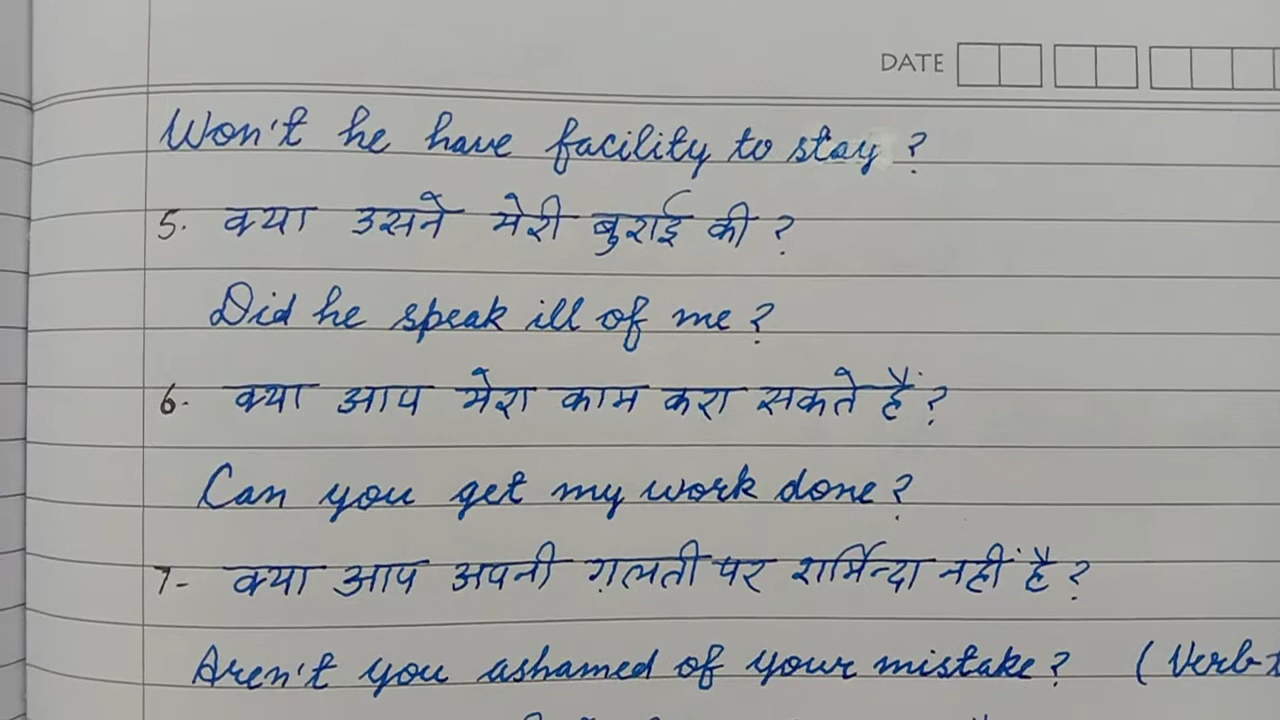 DATE
Won't he have facility to stay ?
5. क्या उसने मेरी बुराई की ?
Did he speak ill of me ?
6. क्या आप मेरा काम करा सकते हैं ?
Can you get my work done ?
7- क्या आप अपनी ग़लती पर शर्मिन्दा नहीं है ?
Aren't you ashamed of your mistake ? ( Verb-